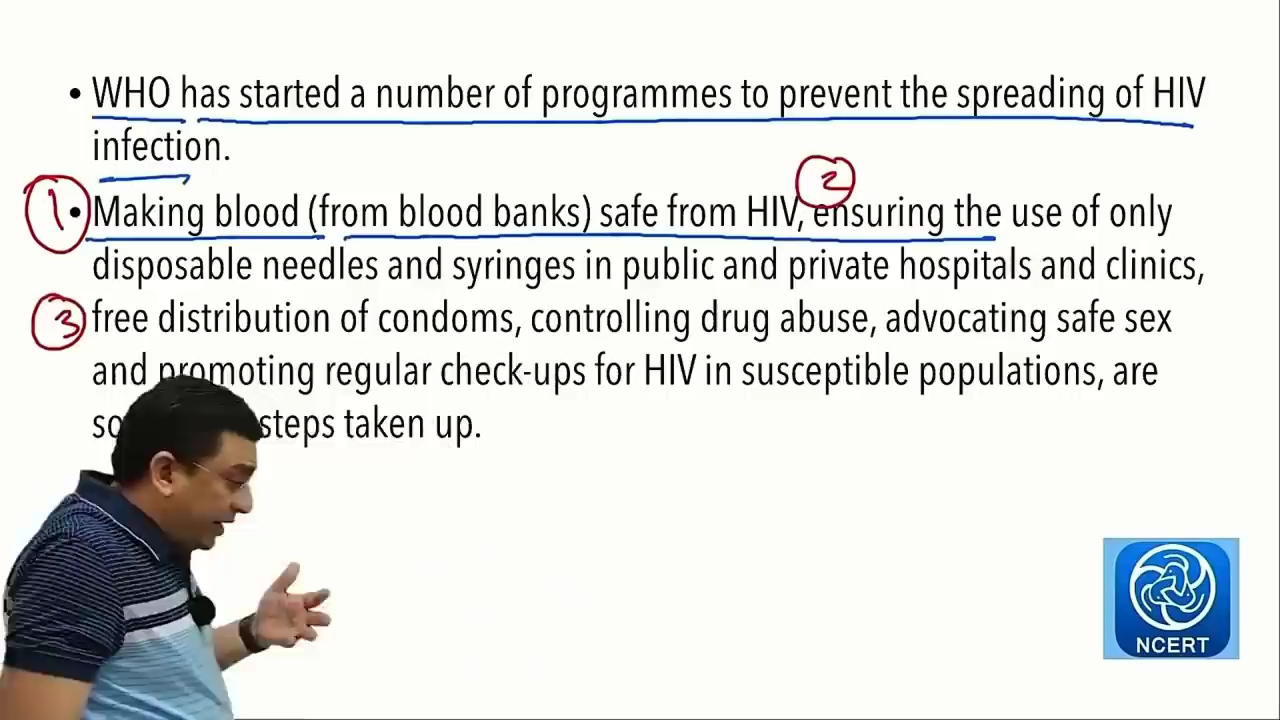 • WHO has started a number of programmes to prevent the spreading of HIV
infection.
2
1 • Making blood (from blood banks) safe from HIV, ensuring the use of only
disposable needles and syringes in public and private hospitals and clinics,
3 free distribution of condoms, controlling drug abuse, advocating safe sex
and promoting regular check-ups for HIV in susceptible populations, are
steps taken up.
NCERT